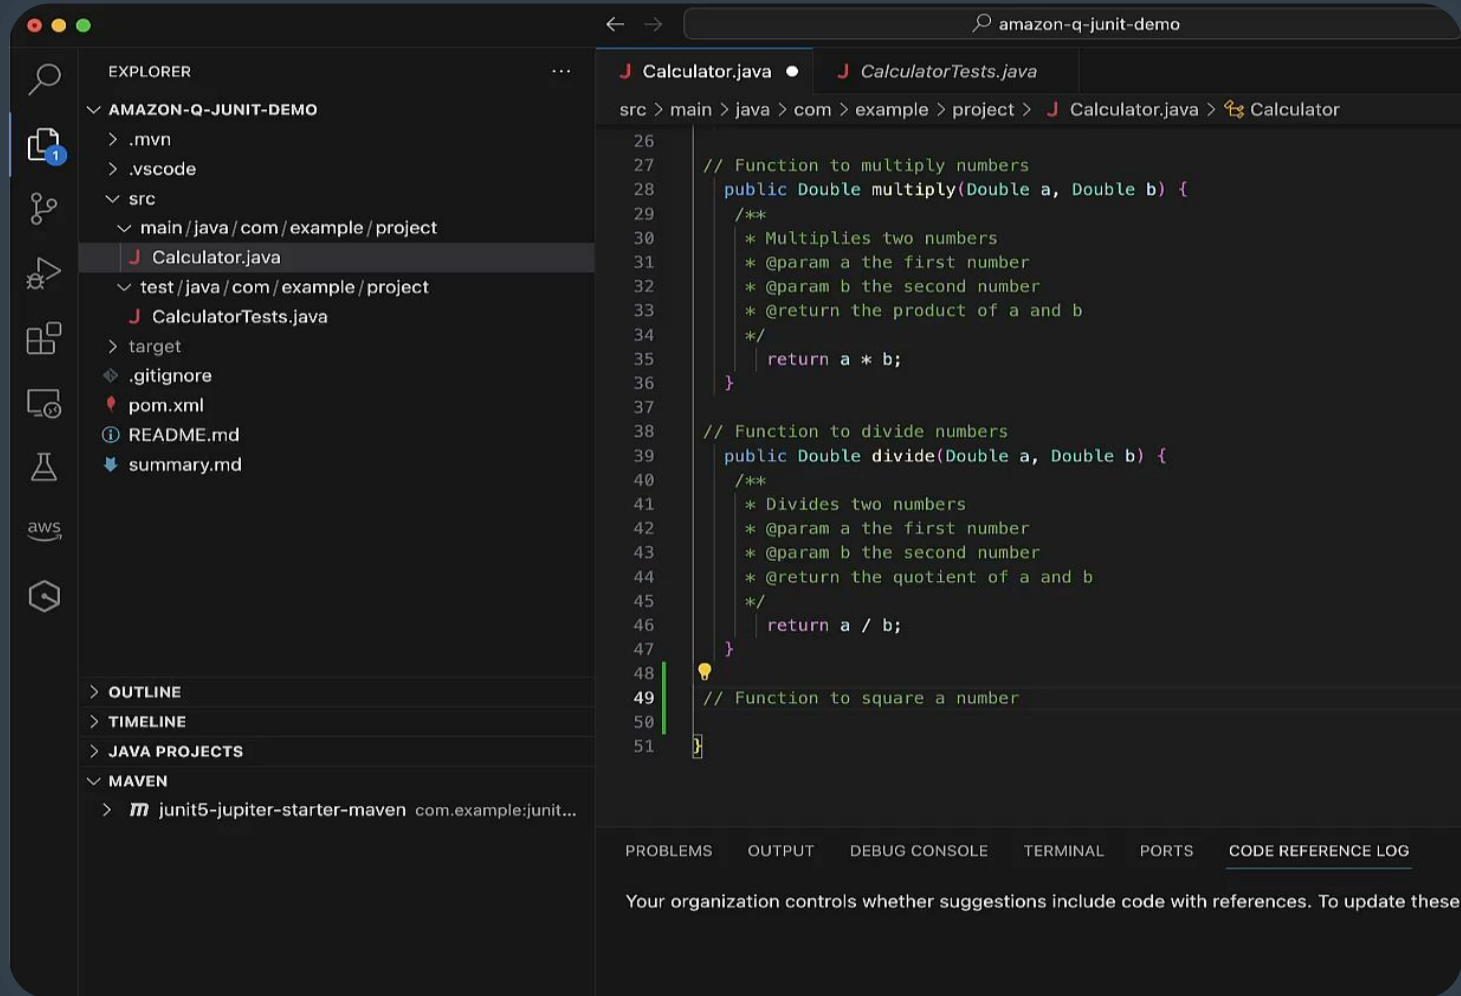 amazon-q-junit-demo
EXPLORER
AMAZON-Q-JUNIT-DEMO
.mvn
.vscode
src
main/java/com/example/project
Calculator.java
test/java/com/example/project
CalculatorTests.java
target
.gitignore
pom.xml
README.md
summary.md
1
aws
OUTLINE
TIMELINE
JAVA PROJECTS
MAVEN
junit5-jupiter-starter-maven com.example:junit...
J Calculator.java J CalculatorTests.java
src > main > java > com > example > project > J Calculator.java > Calculator
26
27 // Function to multiply numbers
28 public Double multiply(Double a, Double b) {
29 /**
30 * Multiplies two numbers
31 * @param a the first number
32 * @param b the second number
33 * @return the product of a and b
34 */
35 return a * b;
36 }
37
38 // Function to divide numbers
39 public Double divide(Double a, Double b) {
40 /**
41 * Divides two numbers
42 * @param a the first number
43 * @param b the second number
44 * @return the quotient of a and b
45 */
46 return a / b;
47 }
48
49 // Function to square a number
50
51 }
PROBLEMS OUTPUT DEBUG CONSOLE TERMINAL PORTS CODE REFERENCE LOG
Your organization controls whether suggestions include code with references. To update these